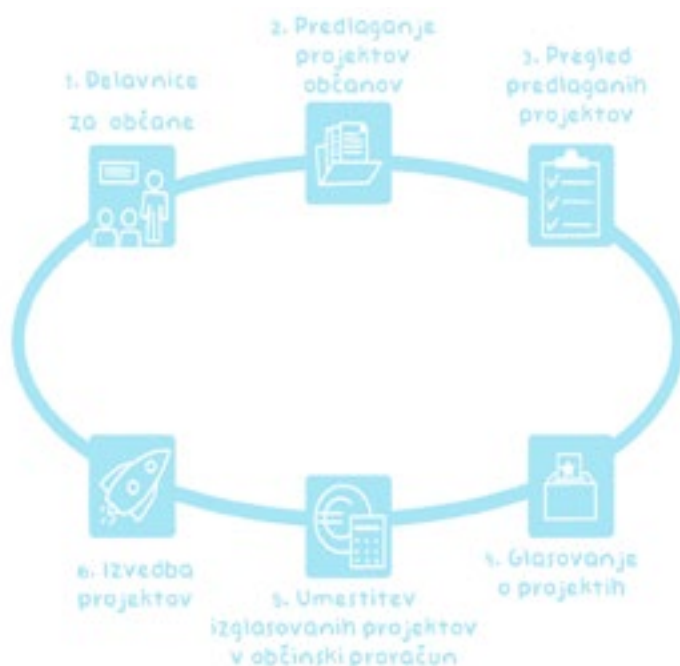 1. Delavnice
za občane
2. Predlaganje
projektov
občanov
3. Pregled
predlaganih
projektov
4. Glasovanje
o projektih
5. Umestitev
izglasovanih projektov
v občinski proračun
6. Izvedba
projektov